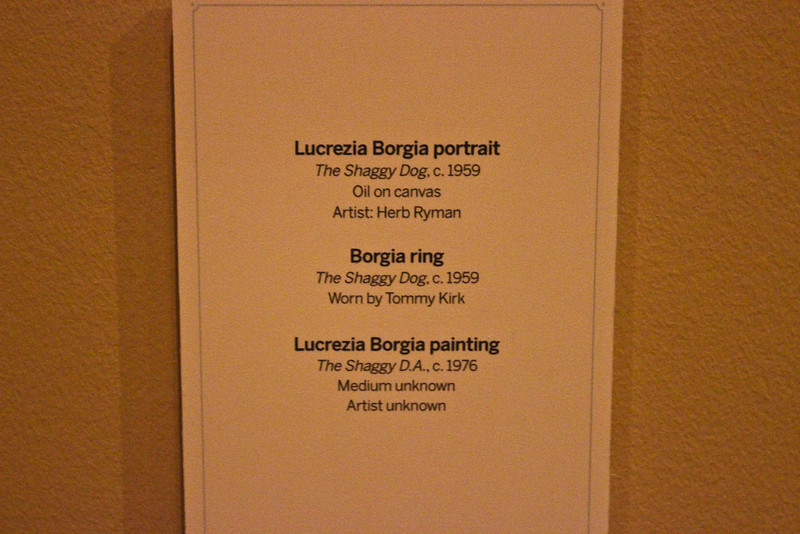 Lucrezia Borgia portrait
The Shaggy Dog, c. 1959
Oil on canvas
Artist: Herb Ryman
Borgia ring
The Shaggy Dog, c. 1959
Worn by Tommy Kirk
Lucrezia Borgia painting
The Shaggy D.A., c. 1976
Medium unknown
Artist unknown